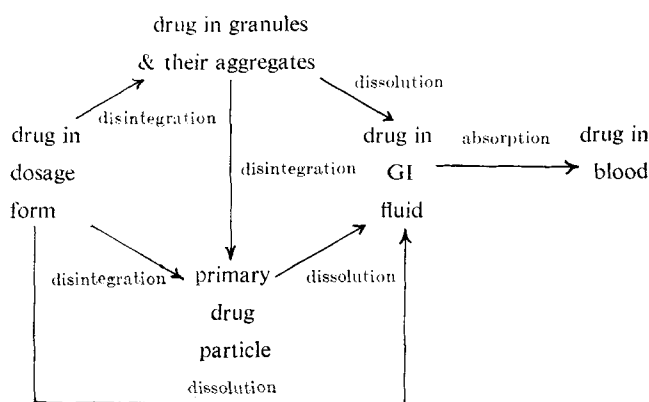 drug in granules
& their aggregates
dissolution
disintegration
drug in
dosage
form
drug in
GI
fluid
absorption
drug in
blood
disintegration
disintegration
primary
drug
particle
dissolution
dissolution